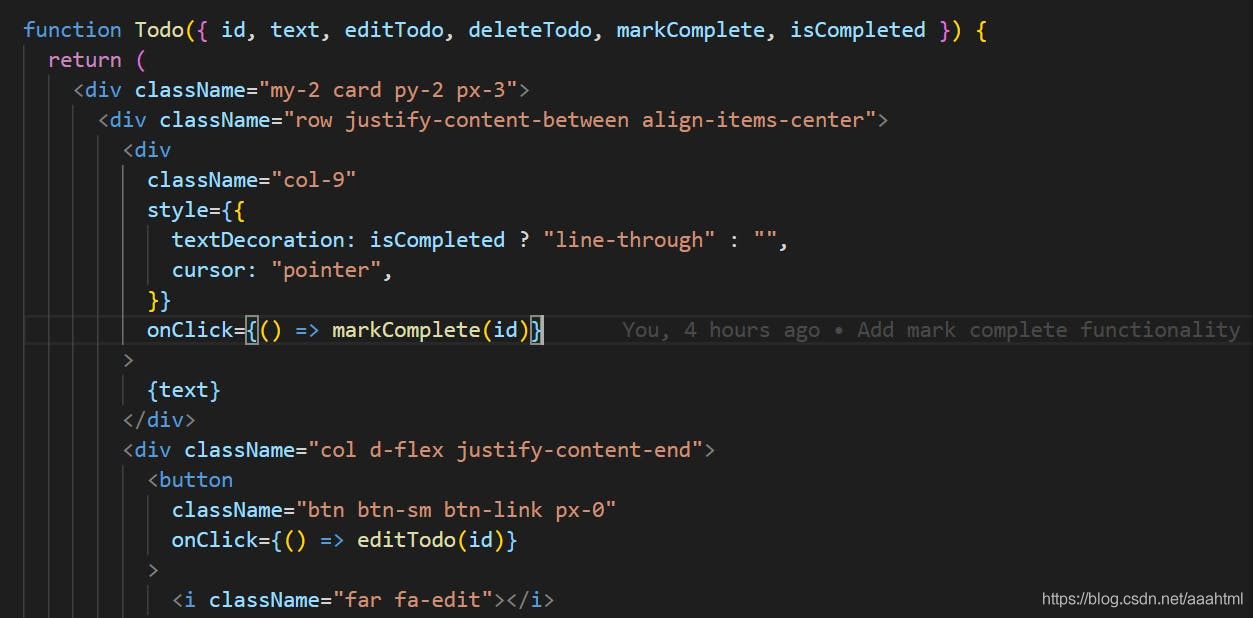 function Todo({ id, text, editTodo, deleteTodo, markComplete, isCompleted }) {
return (
<div className="my-2 card py-2 px-3">
<div className="row justify-content-between align-items-center">
<div
className="col-9"
style={{
textDecoration: isCompleted ? "line-through" : "",
cursor: "pointer",
}}
onClick={() => markComplete(id)} You, 4 hours ago • Add mark complete functionality
>
{text}
</div>
<div className="col d-flex justify-content-end">
<button
className="btn btn-sm btn-link px-0"
onClick={() => editTodo(id)}
>
<i className="far fa-edit"></i>
https://blog.csdn.net/aaahtml